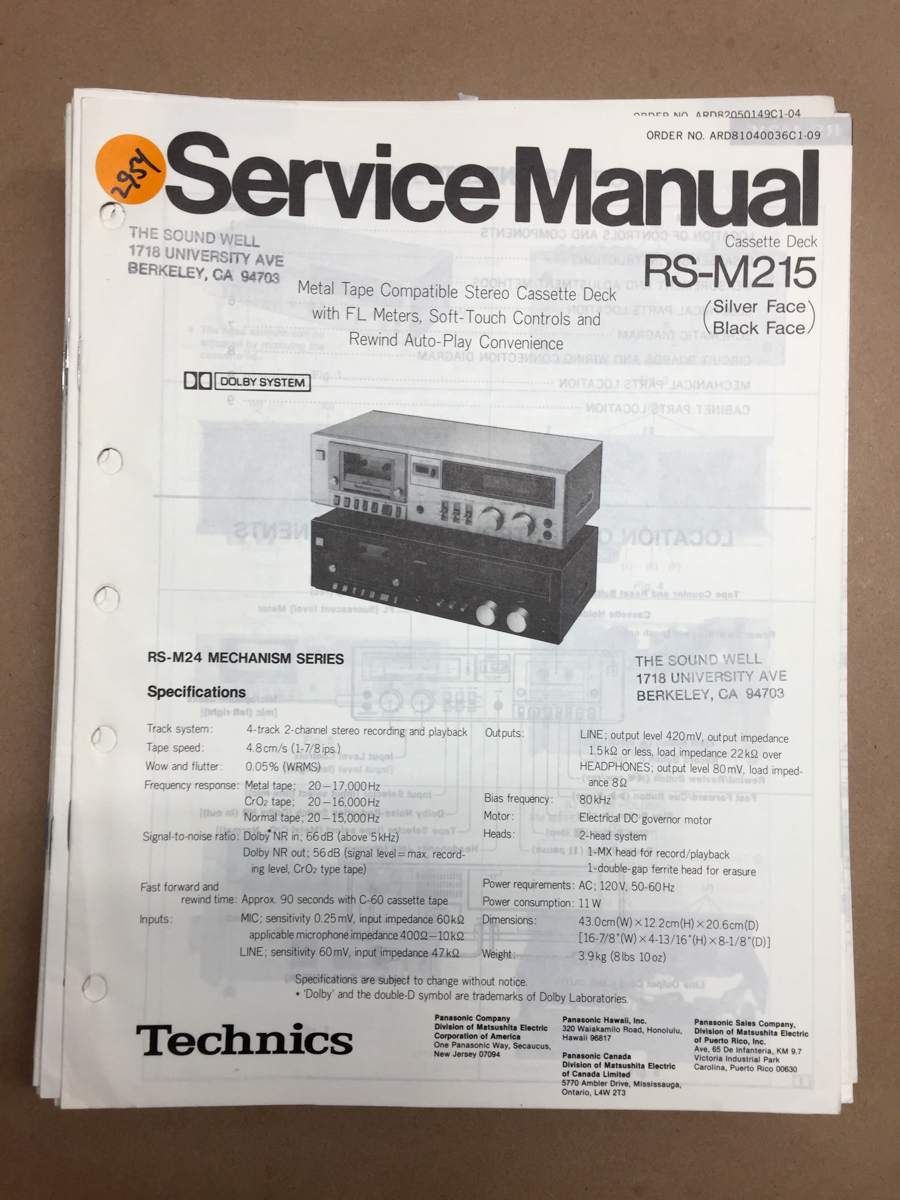 ORDER NO. ARD82050149C1-04
ORDER NO. ARD81040036C1-09
2954
Service Manual
THE SOUND WELL
1718 UNIVERSITY AVE
BERKELEY, CA 94703
Cassette Deck
RS-M215
(Silver Face)
(Black Face)
Metal Tape Compatible Stereo Cassette Deck
with FL Meters, Soft-Touch Controls and
Rewind Auto-Play Convenience
DOLBY SYSTEM
RS-M24 MECHANISM SERIES
THE SOUND WELL
1718 UNIVERSITY AVE
BERKELEY, CA 94703
Specifications
Track system: 4-track 2-channel stereo recording and playback
Tape speed: 4.8cm/s (1-7/8ips.)
Wow and flutter: 0.05% (WRMS)
Frequency response: Metal tape; 20–17,000Hz
CrO₂ tape; 20–16,000Hz
Normal tape; 20–15,000Hz
Signal-to-noise ratio: Dolby NR in; 66dB (above 5kHz)
Dolby NR out; 56dB (signal level=max. record-
ing level, CrO₂ type tape)
Fast forward and
rewind time: Approx. 90 seconds with C-60 cassette tape
Inputs: MIC; sensitivity 0.25mV, input impedance 60kΩ
applicable microphone impedance 400Ω–10kΩ
LINE; sensitivity 60mV, input impedance 47kΩ
Outputs: LINE; output level 420mV, output impedance
1.5kΩ or less, load impedance 22kΩ over
HEADPHONES; output level 80mV, load imped-
ance 8Ω
Bias frequency: 80kHz
Motor: Electrical DC governor motor
Heads: 2-head system
1-MX head for record/playback
1-double-gap ferrite head for erasure
Power requirements: AC; 120V, 50-60Hz
Power consumption: 11W
Dimensions: 43.0cm(W)×12.2cm(H)×20.6cm(D)
[16-7/8"(W)×4-13/16"(H)×8-1/8"(D)]
Weight: 3.9kg (8lbs 10oz)
Specifications are subject to change without notice.
• 'Dolby' and the double-D symbol are trademarks of Dolby Laboratories.
Technics
Panasonic Company
Division of Matsushita Electric
Corporation of America
One Panasonic Way, Secaucus,
New Jersey 07094
Panasonic Hawaii, Inc.
320 Waiakamilo Road, Honolulu,
Hawaii 96817
Panasonic Canada
Division of Matsushita Electric
of Canada Limited
5770 Ambler Drive, Mississauga,
Ontario, L4W 2T3
Panasonic Sales Company,
Division of Matsushita Electric
of Puerto Rico, Inc.
Ave, 65 De Infanteria, KM 9.7
Victoria Industrial Park
Carolina, Puerto Rico 00630